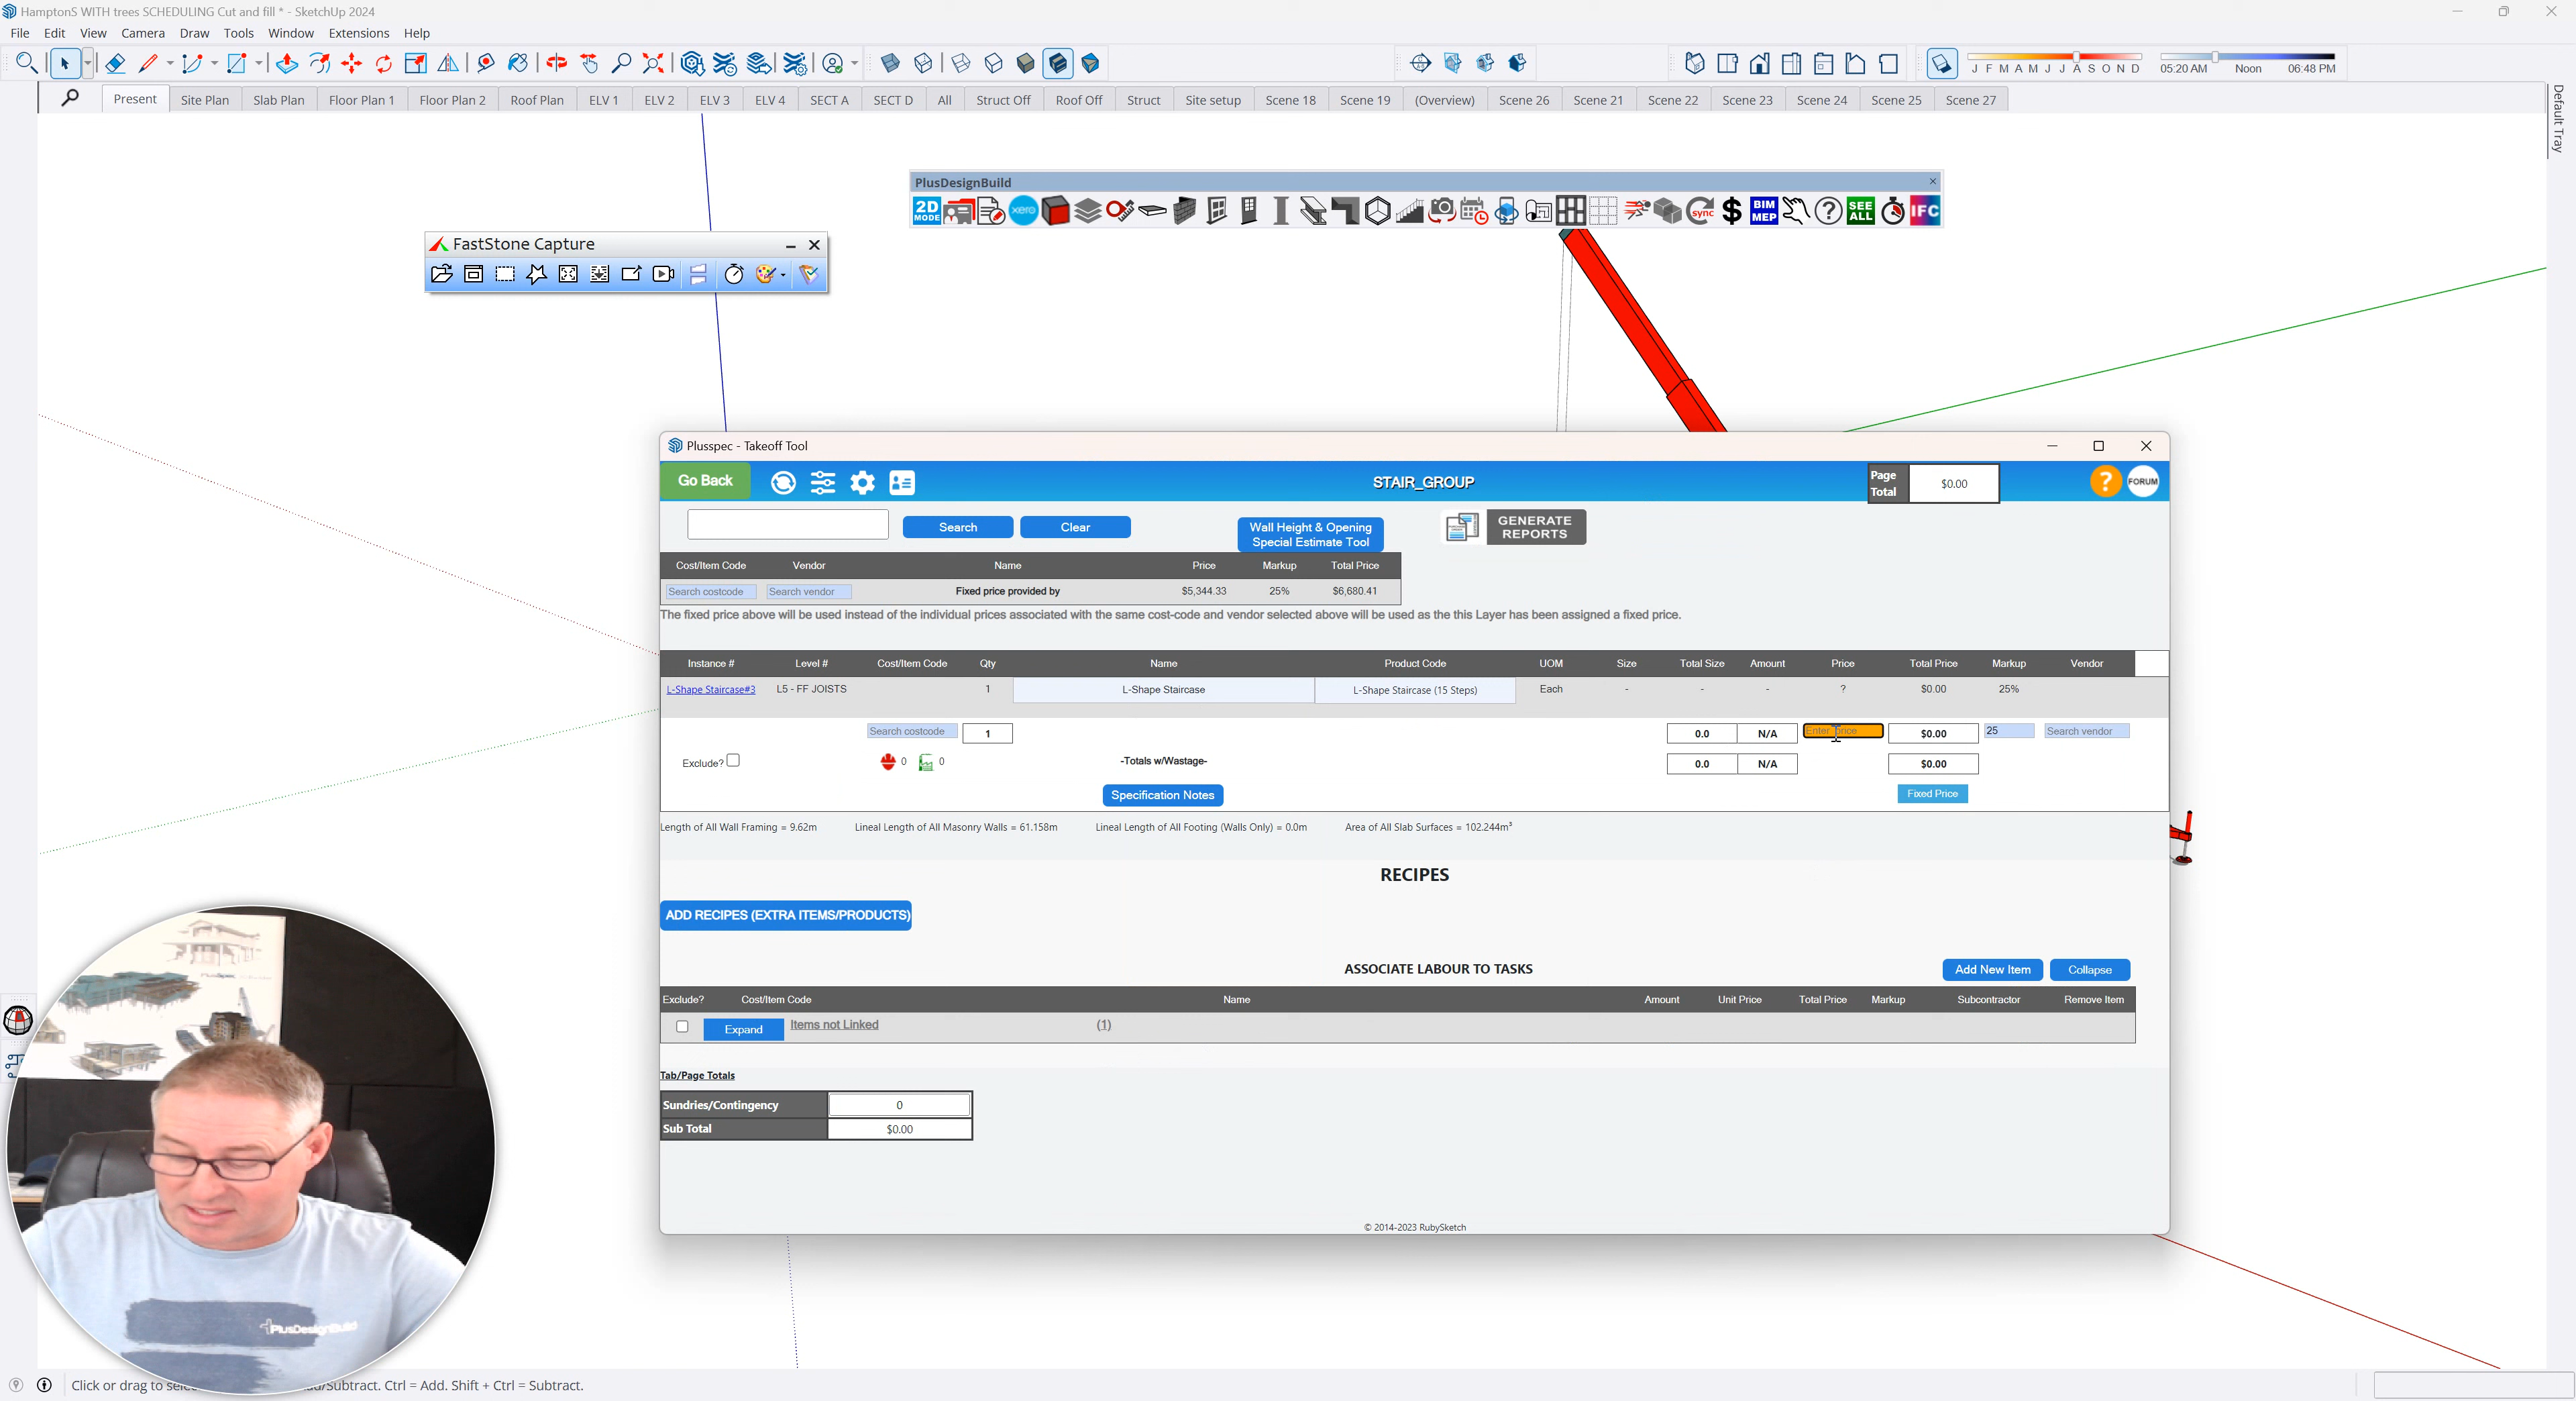 HamptonS WITH trees SCHEDULING Cut and fill * - SketchUp 2024
File Edit View Camera Draw Tools Window Extensions Help
J F M A M J J A S O N D 05:20 AM Noon 06:48 PM
Present Site Plan Slab Plan Floor Plan 1 Floor Plan 2 Roof Plan ELV 1 ELV 2 ELV 3 ELV 4 SECT A SECT D All Struct Off Roof Off Struct Site setup Scene 18 Scene 19 (Overview) Scene 26 Scene 21 Scene 22 Scene 23 Scene 24 Scene 25 Scene 27
Default Tray
PlusDesignBuild
2D MODE xero sync $ BIM MEP ? SEE ALL IFC
FastStone Capture
Plusspec - Takeoff Tool
Go Back STAIR_GROUP Page Total $0.00 ? FORUM
Search Clear Wall Height & Opening Special Estimate Tool GENERATE REPORTS
Cost/Item Code Vendor Name Price Markup Total Price
Search costcode Search vendor Fixed price provided by $5,344.33 25% $6,680.41
The fixed price above will be used instead of the individual prices associated with the same cost-code and vendor selected above will be used as the this Layer has been assigned a fixed price.
Instance # Level # Cost/Item Code Qty Name Product Code UOM Size Total Size Amount Price Total Price Markup Vendor
L-Shape Staircase#3 L5 - FF JOISTS 1 L-Shape Staircase L-Shape Staircase (15 Steps) Each - - - ? $0.00 25%
Search costcode 1 0.0 N/A Enter price $0.00 25 Search vendor
Exclude? 0 0 -Totals w/Wastage- 0.0 N/A $0.00
Specification Notes Fixed Price
Length of All Wall Framing = 9.62m Lineal Length of All Masonry Walls = 61.158m Lineal Length of All Footing (Walls Only) = 0.0m Area of All Slab Surfaces = 102.244m²
RECIPES
ADD RECIPES (EXTRA ITEMS/PRODUCTS)
ASSOCIATE LABOUR TO TASKS Add New Item Collapse
Exclude? Cost/Item Code Name Amount Unit Price Total Price Markup Subcontractor Remove Item
Expand Items not Linked (1)
Tab/Page Totals
Sundries/Contingency 0
Sub Total $0.00
© 2014-2023 RubySketch
PlusDesignBuild
Click or drag to Subtract. Ctrl = Add. Shift + Ctrl = Subtract.